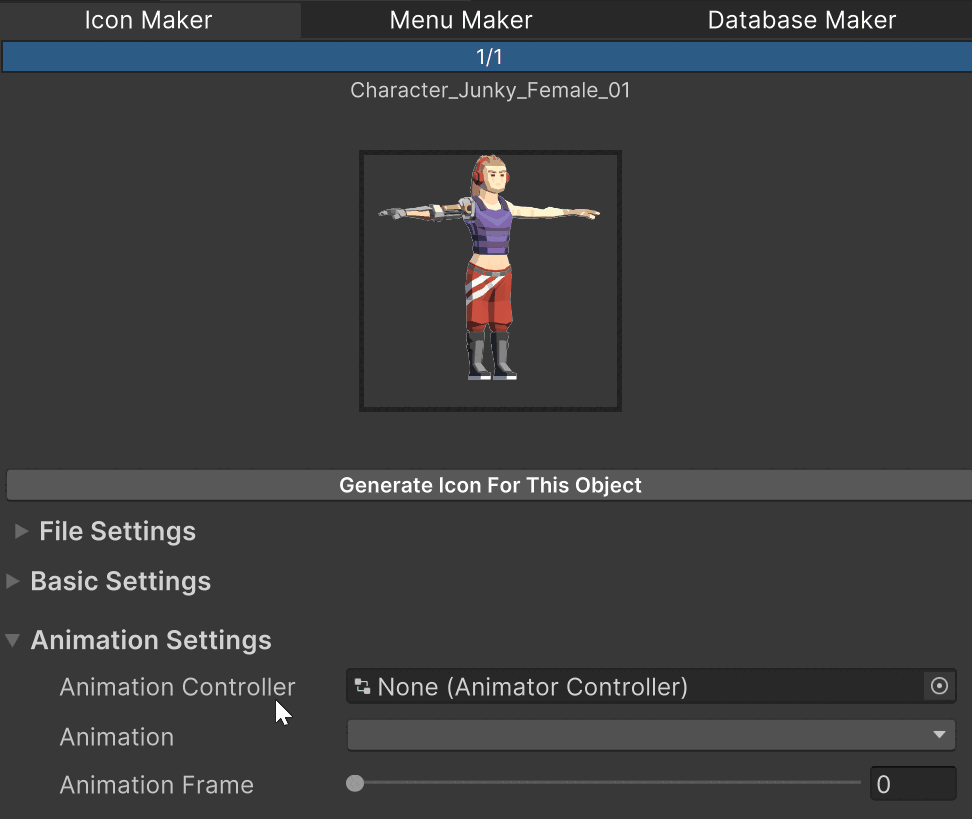 Icon Maker Menu Maker Database Maker
1/1
Character_Junky_Female_01
Generate Icon For This Object
File Settings
Basic Settings
Animation Settings
Animation Controller None (Animator Controller)
Animation
Animation Frame 0